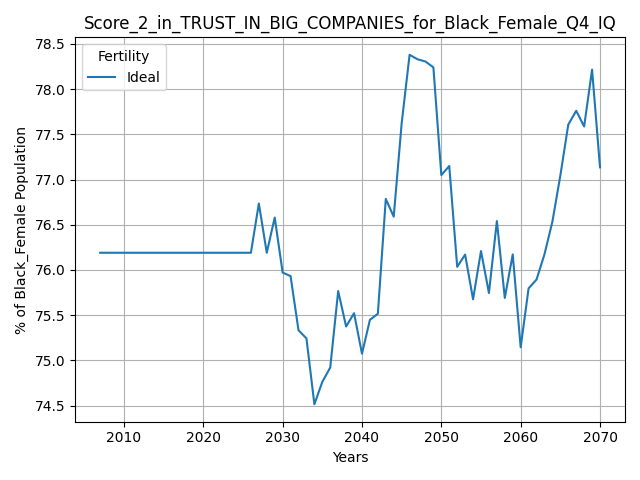 Score_2_in_TRUST_IN_BIG_COMPANIES_for_Black_Female_Q4_IQ
Fertility
Ideal
% of Black_Female Population
78.5
78.0
77.5
77.0
76.5
76.0
75.5
75.0
74.5
2010 2020 2030 2040 2050 2060 2070
Years